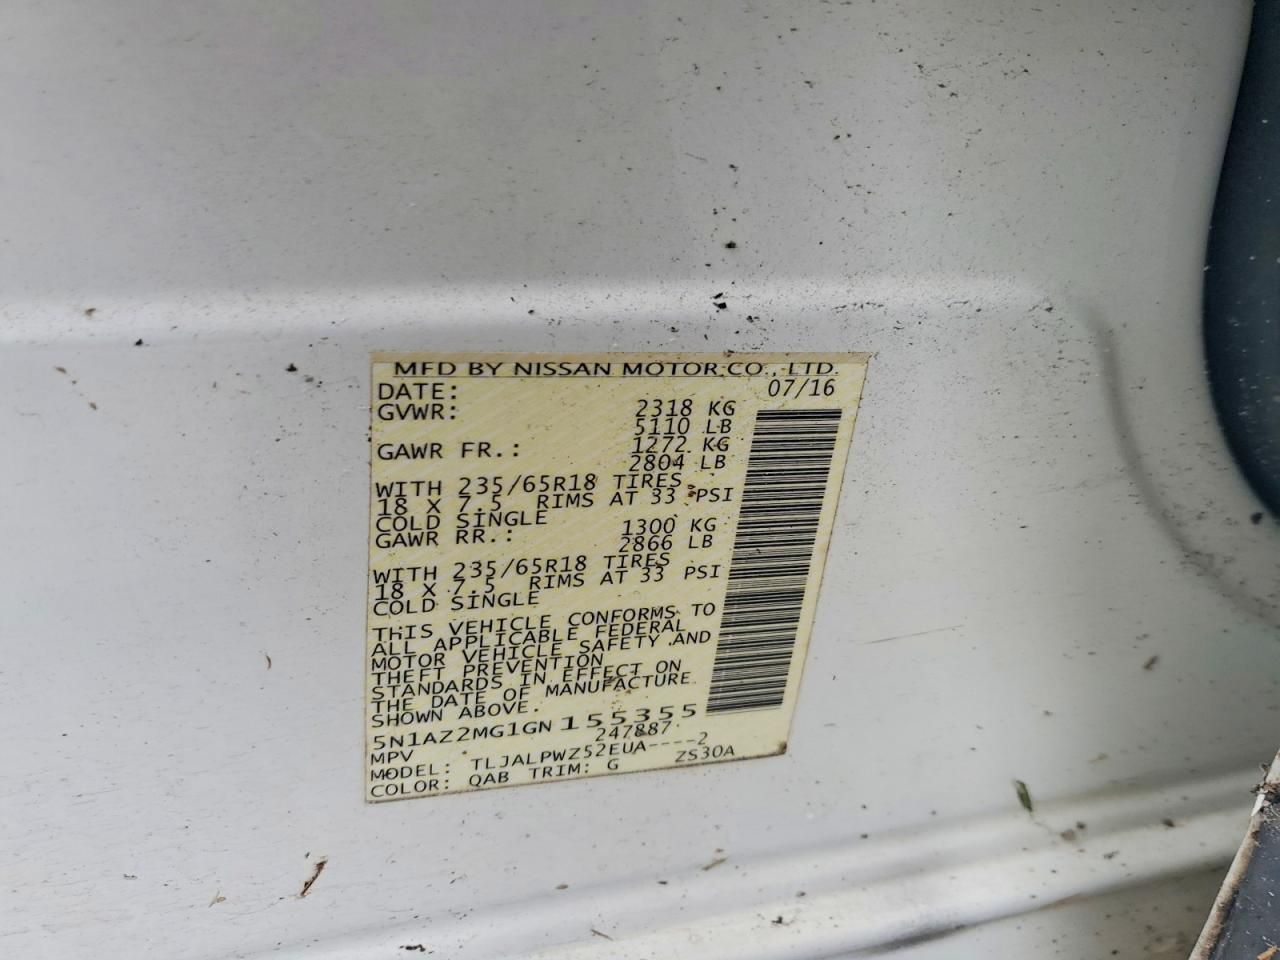 MFD BY NISSAN MOTOR CO., LTD.
DATE: 07/16
GVWR: 2318 KG
5110 LB
GAWR FR.: 1272 KG
2804 LB
WITH 235/65R18 TIRES,
18 X 7.5 RIMS AT 33 PSI
COLD SINGLE
GAWR RR.: 1300 KG
2866 LB
WITH 235/65R18 TIRES
18 X 7.5 RIMS AT 33 PSI
COLD SINGLE
THIS VEHICLE CONFORMS TO
ALL APPLICABLE FEDERAL
MOTOR VEHICLE SAFETY AND
THEFT PREVENTION
STANDARDS IN EFFECT ON
THE DATE OF MANUFACTURE
SHOWN ABOVE.
5N1AZ2MG1GN155355
MPV 247887
MODEL: TLJALPWZ52EUA----2
COLOR: QAB TRIM: G ZS30A